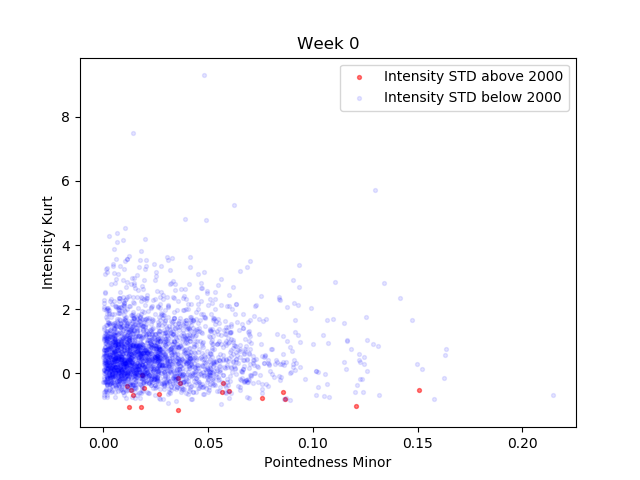 Week 0
Intensity STD above 2000
Intensity STD below 2000
8
6
4
2
0
Intensity Kurt
0.00 0.05 0.10 0.15 0.20
Pointedness Minor